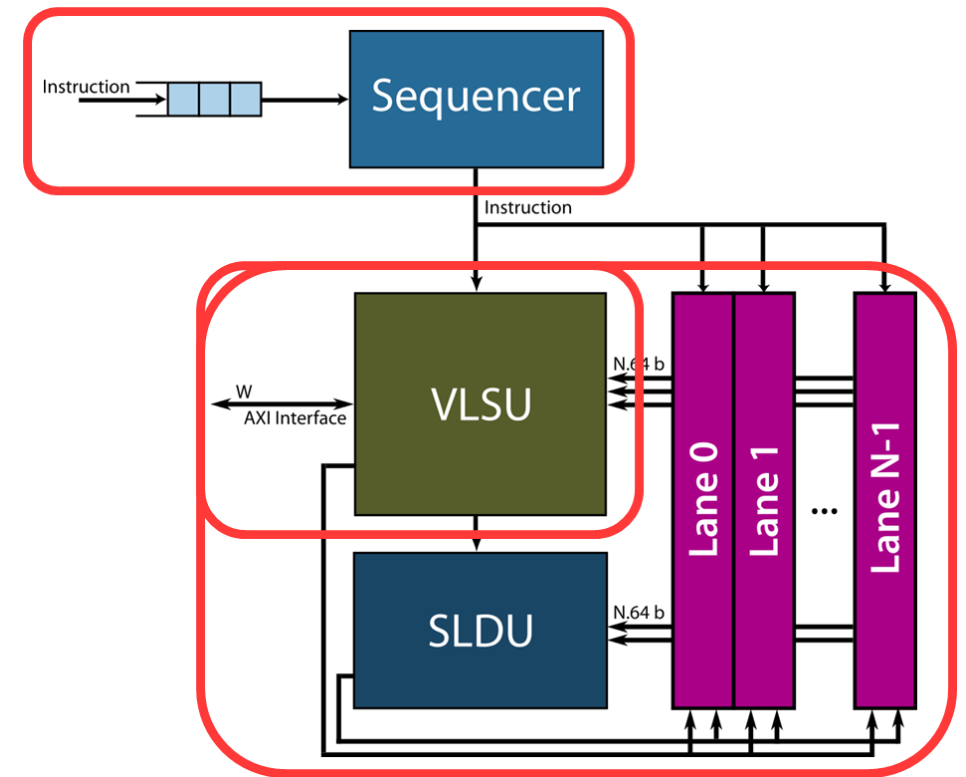 Instruction
Sequencer
Instruction
N.64 b
W
AXI Interface
VLSU
Lane 0
Lane 1
...
Lane N-1
N.64 b
SLDU